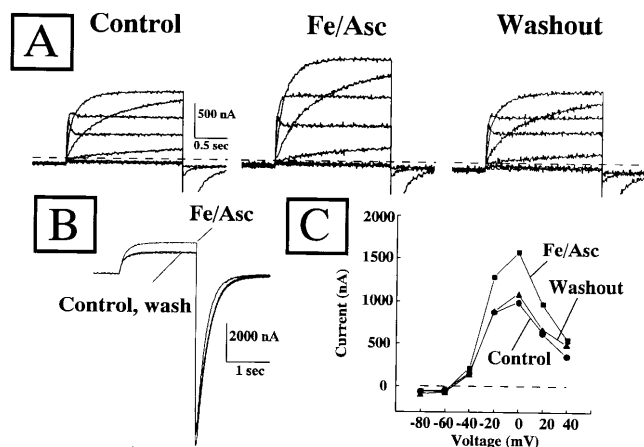 A
Control
Fe/Asc
Washout
500 nA
0.5 sec
B
Fe/Asc
Control, wash
2000 nA
1 sec
C
2000
1500
1000
500
0
Current (nA)
Fe/Asc
Washout
Control
-80 -60 -40 -20 0 20 40
Voltage (mV)